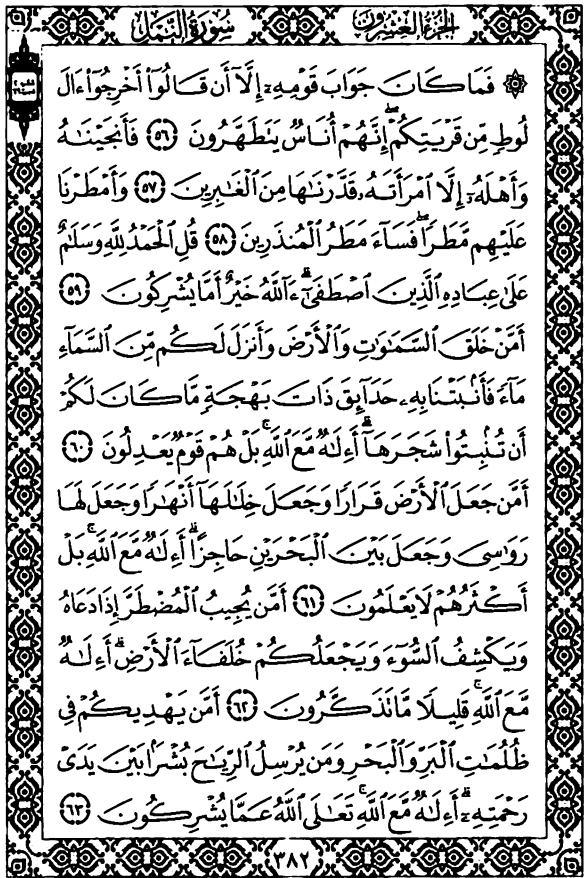 الجزء العشرون سورة النمل
۞ فَمَا كَانَ جَوَابَ قَوْمِهِۦٓ إِلَّآ أَن قَالُوٓا۟ أَخْرِجُوٓا۟ ءَالَ
لُوطٍ مِّن قَرْيَتِكُمْ ۖ إِنَّهُمْ أُنَاسٌ يَتَطَهَّرُونَ ٥٦ فَأَنجَيْنَٰهُ
وَأَهْلَهُۥٓ إِلَّا ٱمْرَأَتَهُۥ قَدَّرْنَٰهَا مِنَ ٱلْغَٰبِرِينَ ٥٧ وَأَمْطَرْنَا
عَلَيْهِم مَّطَرًا ۖ فَسَآءَ مَطَرُ ٱلْمُنذَرِينَ ٥٨ قُلِ ٱلْحَمْدُ لِلَّهِ وَسَلَٰمٌ
عَلَىٰ عِبَادِهِ ٱلَّذِينَ ٱصْطَفَىٰٓ ۗ ءَآللَّهُ خَيْرٌ أَمَّا يُشْرِكُونَ ٥٩
أَمَّنْ خَلَقَ ٱلسَّمَٰوَٰتِ وَٱلْأَرْضَ وَأَنزَلَ لَكُم مِّنَ ٱلسَّمَآءِ
مَآءً فَأَنۢبَتْنَا بِهِۦ حَدَآئِقَ ذَاتَ بَهْجَةٍ مَّا كَانَ لَكُمْ
أَن تُنۢبِتُوا۟ شَجَرَهَآ ۗ أَءِلَٰهٌ مَّعَ ٱللَّهِ ۚ بَلْ هُمْ قَوْمٌ يَعْدِلُونَ ٦٠
أَمَّن جَعَلَ ٱلْأَرْضَ قَرَارًا وَجَعَلَ خِلَٰلَهَآ أَنْهَٰرًا وَجَعَلَ لَهَا
رَوَٰسِىَ وَجَعَلَ بَيْنَ ٱلْبَحْرَيْنِ حَاجِزًا ۗ أَءِلَٰهٌ مَّعَ ٱللَّهِ ۚ بَلْ
أَكْثَرُهُمْ لَا يَعْلَمُونَ ٦١ أَمَّن يُجِيبُ ٱلْمُضْطَرَّ إِذَا دَعَاهُ
وَيَكْشِفُ ٱلسُّوٓءَ وَيَجْعَلُكُمْ خُلَفَآءَ ٱلْأَرْضِ ۗ أَءِلَٰهٌ
مَّعَ ٱللَّهِ ۚ قَلِيلًا مَّا تَذَكَّرُونَ ٦٢ أَمَّن يَهْدِيكُمْ فِى
ظُلُمَٰتِ ٱلْبَرِّ وَٱلْبَحْرِ وَمَن يُرْسِلُ ٱلرِّيَٰحَ بُشْرًۢا بَيْنَ يَدَىْ
رَحْمَتِهِۦٓ ۗ أَءِلَٰهٌ مَّعَ ٱللَّهِ ۚ تَعَٰلَى ٱللَّهُ عَمَّا يُشْرِكُونَ ٦٣
٣٨٢